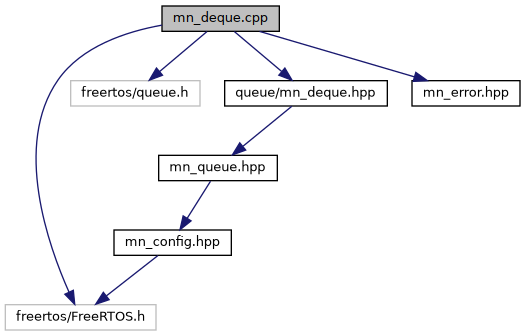 mn_deque.cpp
freertos/queue.h
queue/mn_deque.hpp
mn_error.hpp
mn_queue.hpp
mn_config.hpp
freertos/FreeRTOS.h